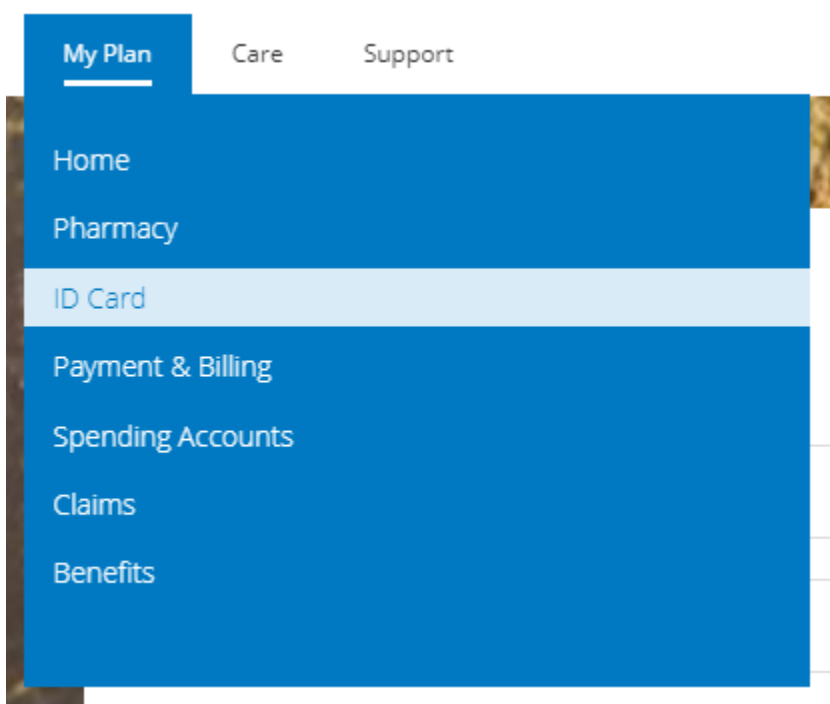 My Plan Care Support
Home
Pharmacy
ID Card
Payment & Billing
Spending Accounts
Claims
Benefits